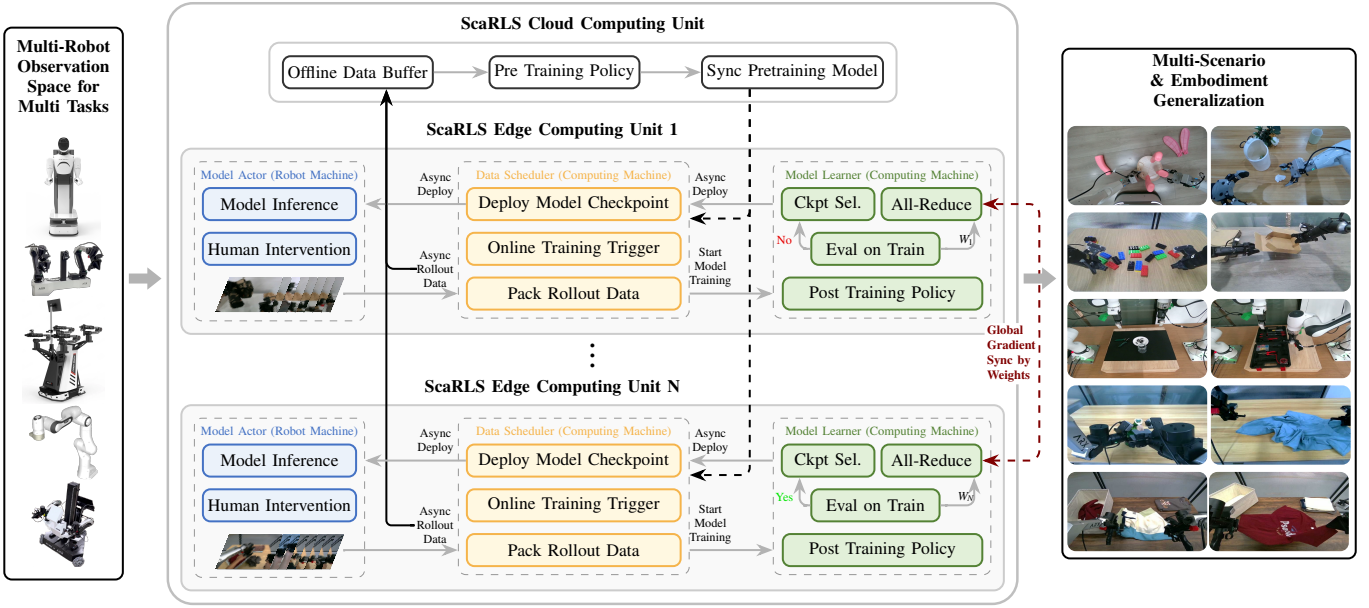 Multi-Robot
Observation
Space for
Multi Tasks
ScaRLS Cloud Computing Unit
Offline Data Buffer
Pre Training Policy
Sync Pretraining Model
ScaRLS Edge Computing Unit 1
Model Actor (Robot Machine)
Model Inference
Human Intervention
Async
Deploy
Async
Rollout
Data
Data Scheduler (Computing Machine)
Deploy Model Checkpoint
Online Training Trigger
Pack Rollout Data
Async
Deploy
Start
Model
Training
Model Learner (Computing Machine)
Ckpt Sel.
All-Reduce
No
Eval on Train
W1
Post Training Policy
Global
Gradient
Sync by
Weights
ScaRLS Edge Computing Unit N
Model Actor (Robot Machine)
Model Inference
Human Intervention
Async
Deploy
Async
Rollout
Data
Data Scheduler (Computing Machine)
Deploy Model Checkpoint
Online Training Trigger
Pack Rollout Data
Async
Deploy
Start
Model
Training
Model Learner (Computing Machine)
Ckpt Sel.
All-Reduce
Yes
Eval on Train
WN
Post Training Policy
Multi-Scenario
& Embodiment
Generalization
ARX